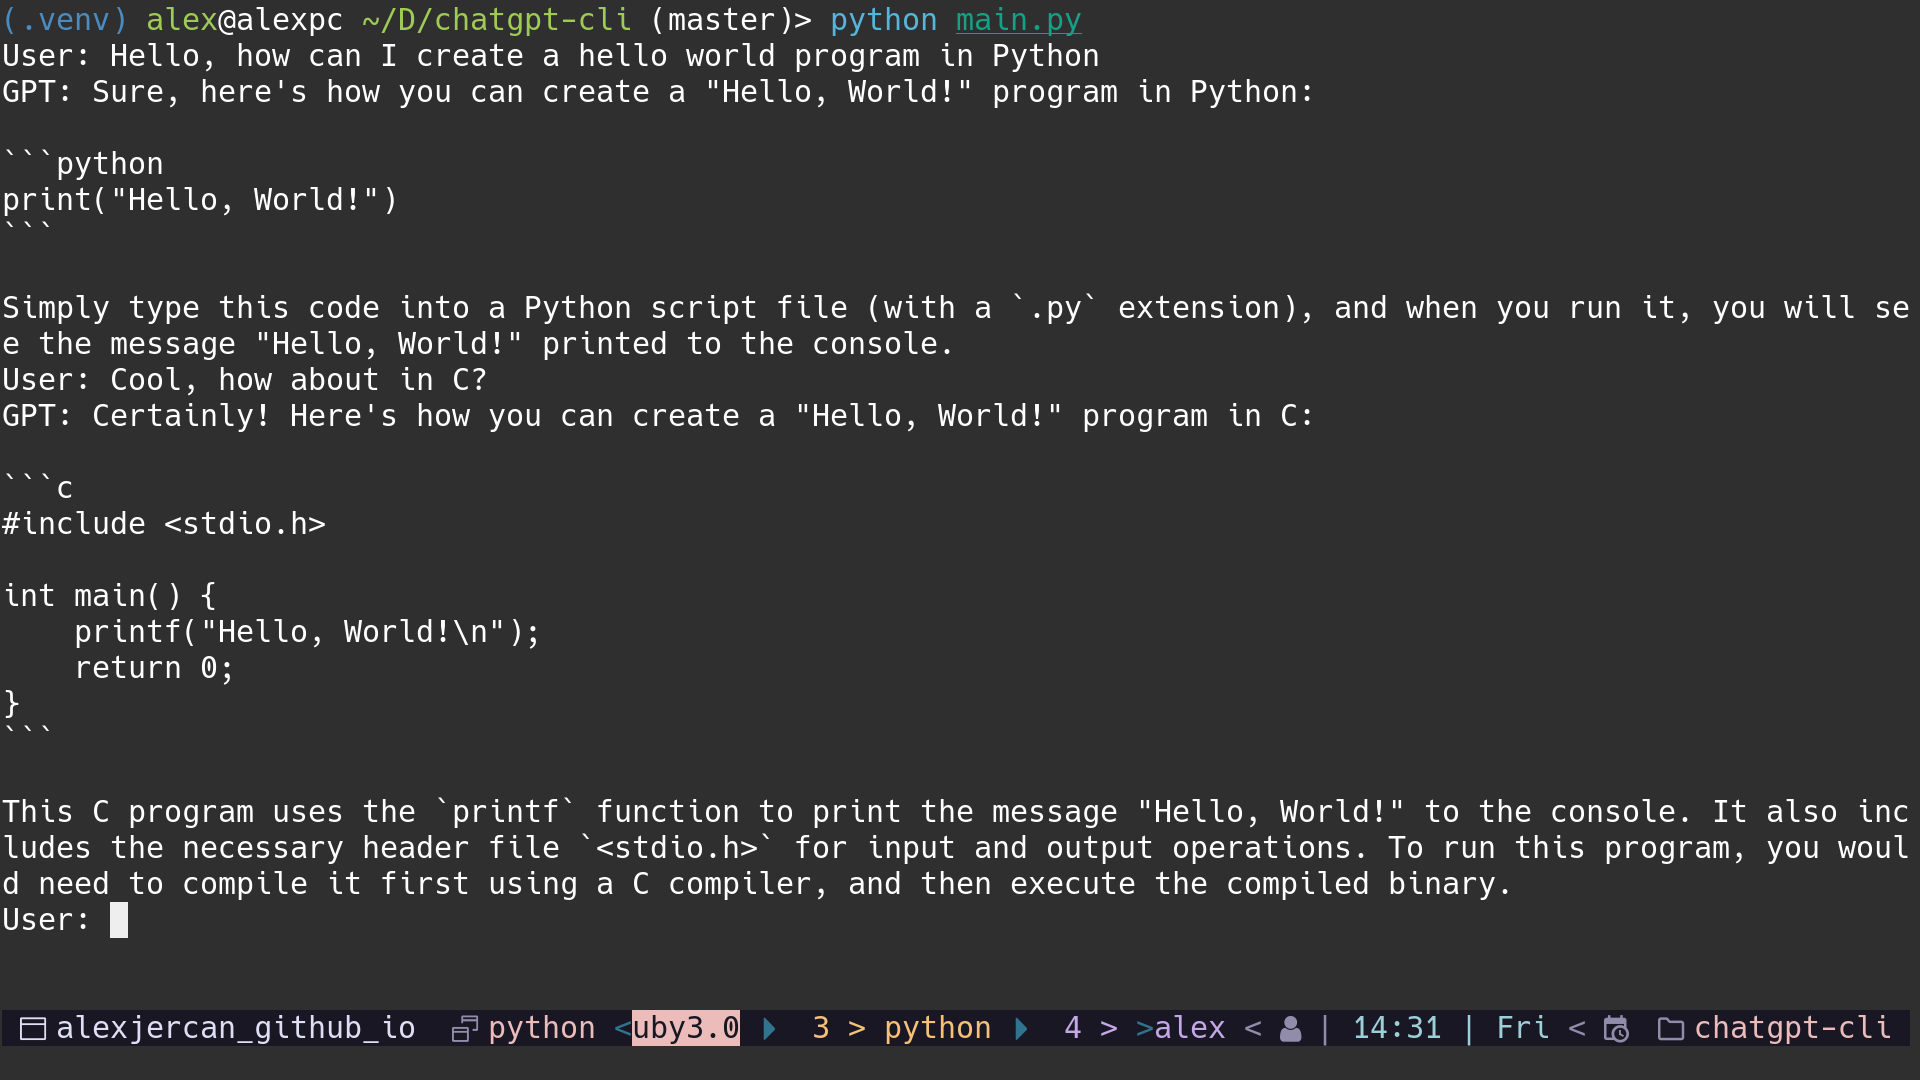 (.venv) alex@alexpc ~/D/chatgpt-cli (master)> python main.py
User: Hello, how can I create a hello world program in Python
GPT: Sure, here's how you can create a "Hello, World!" program in Python:
```python
print("Hello, World!")
```
Simply type this code into a Python script file (with a `.py` extension), and when you run it, you will se
e the message "Hello, World!" printed to the console.
User: Cool, how about in C?
GPT: Certainly! Here's how you can create a "Hello, World!" program in C:
```c
#include <stdio.h>
int main() {
    printf("Hello, World!\n");
    return 0;
}
```
This C program uses the `printf` function to print the message "Hello, World!" to the console. It also inc
ludes the necessary header file `<stdio.h>` for input and output operations. To run this program, you woul
d need to compile it first using a C compiler, and then execute the compiled binary.
User:
alexjercan_github_io python <uby3.0 3 > python 4 > >alex < | 14:31 | Fri < chatgpt-cli